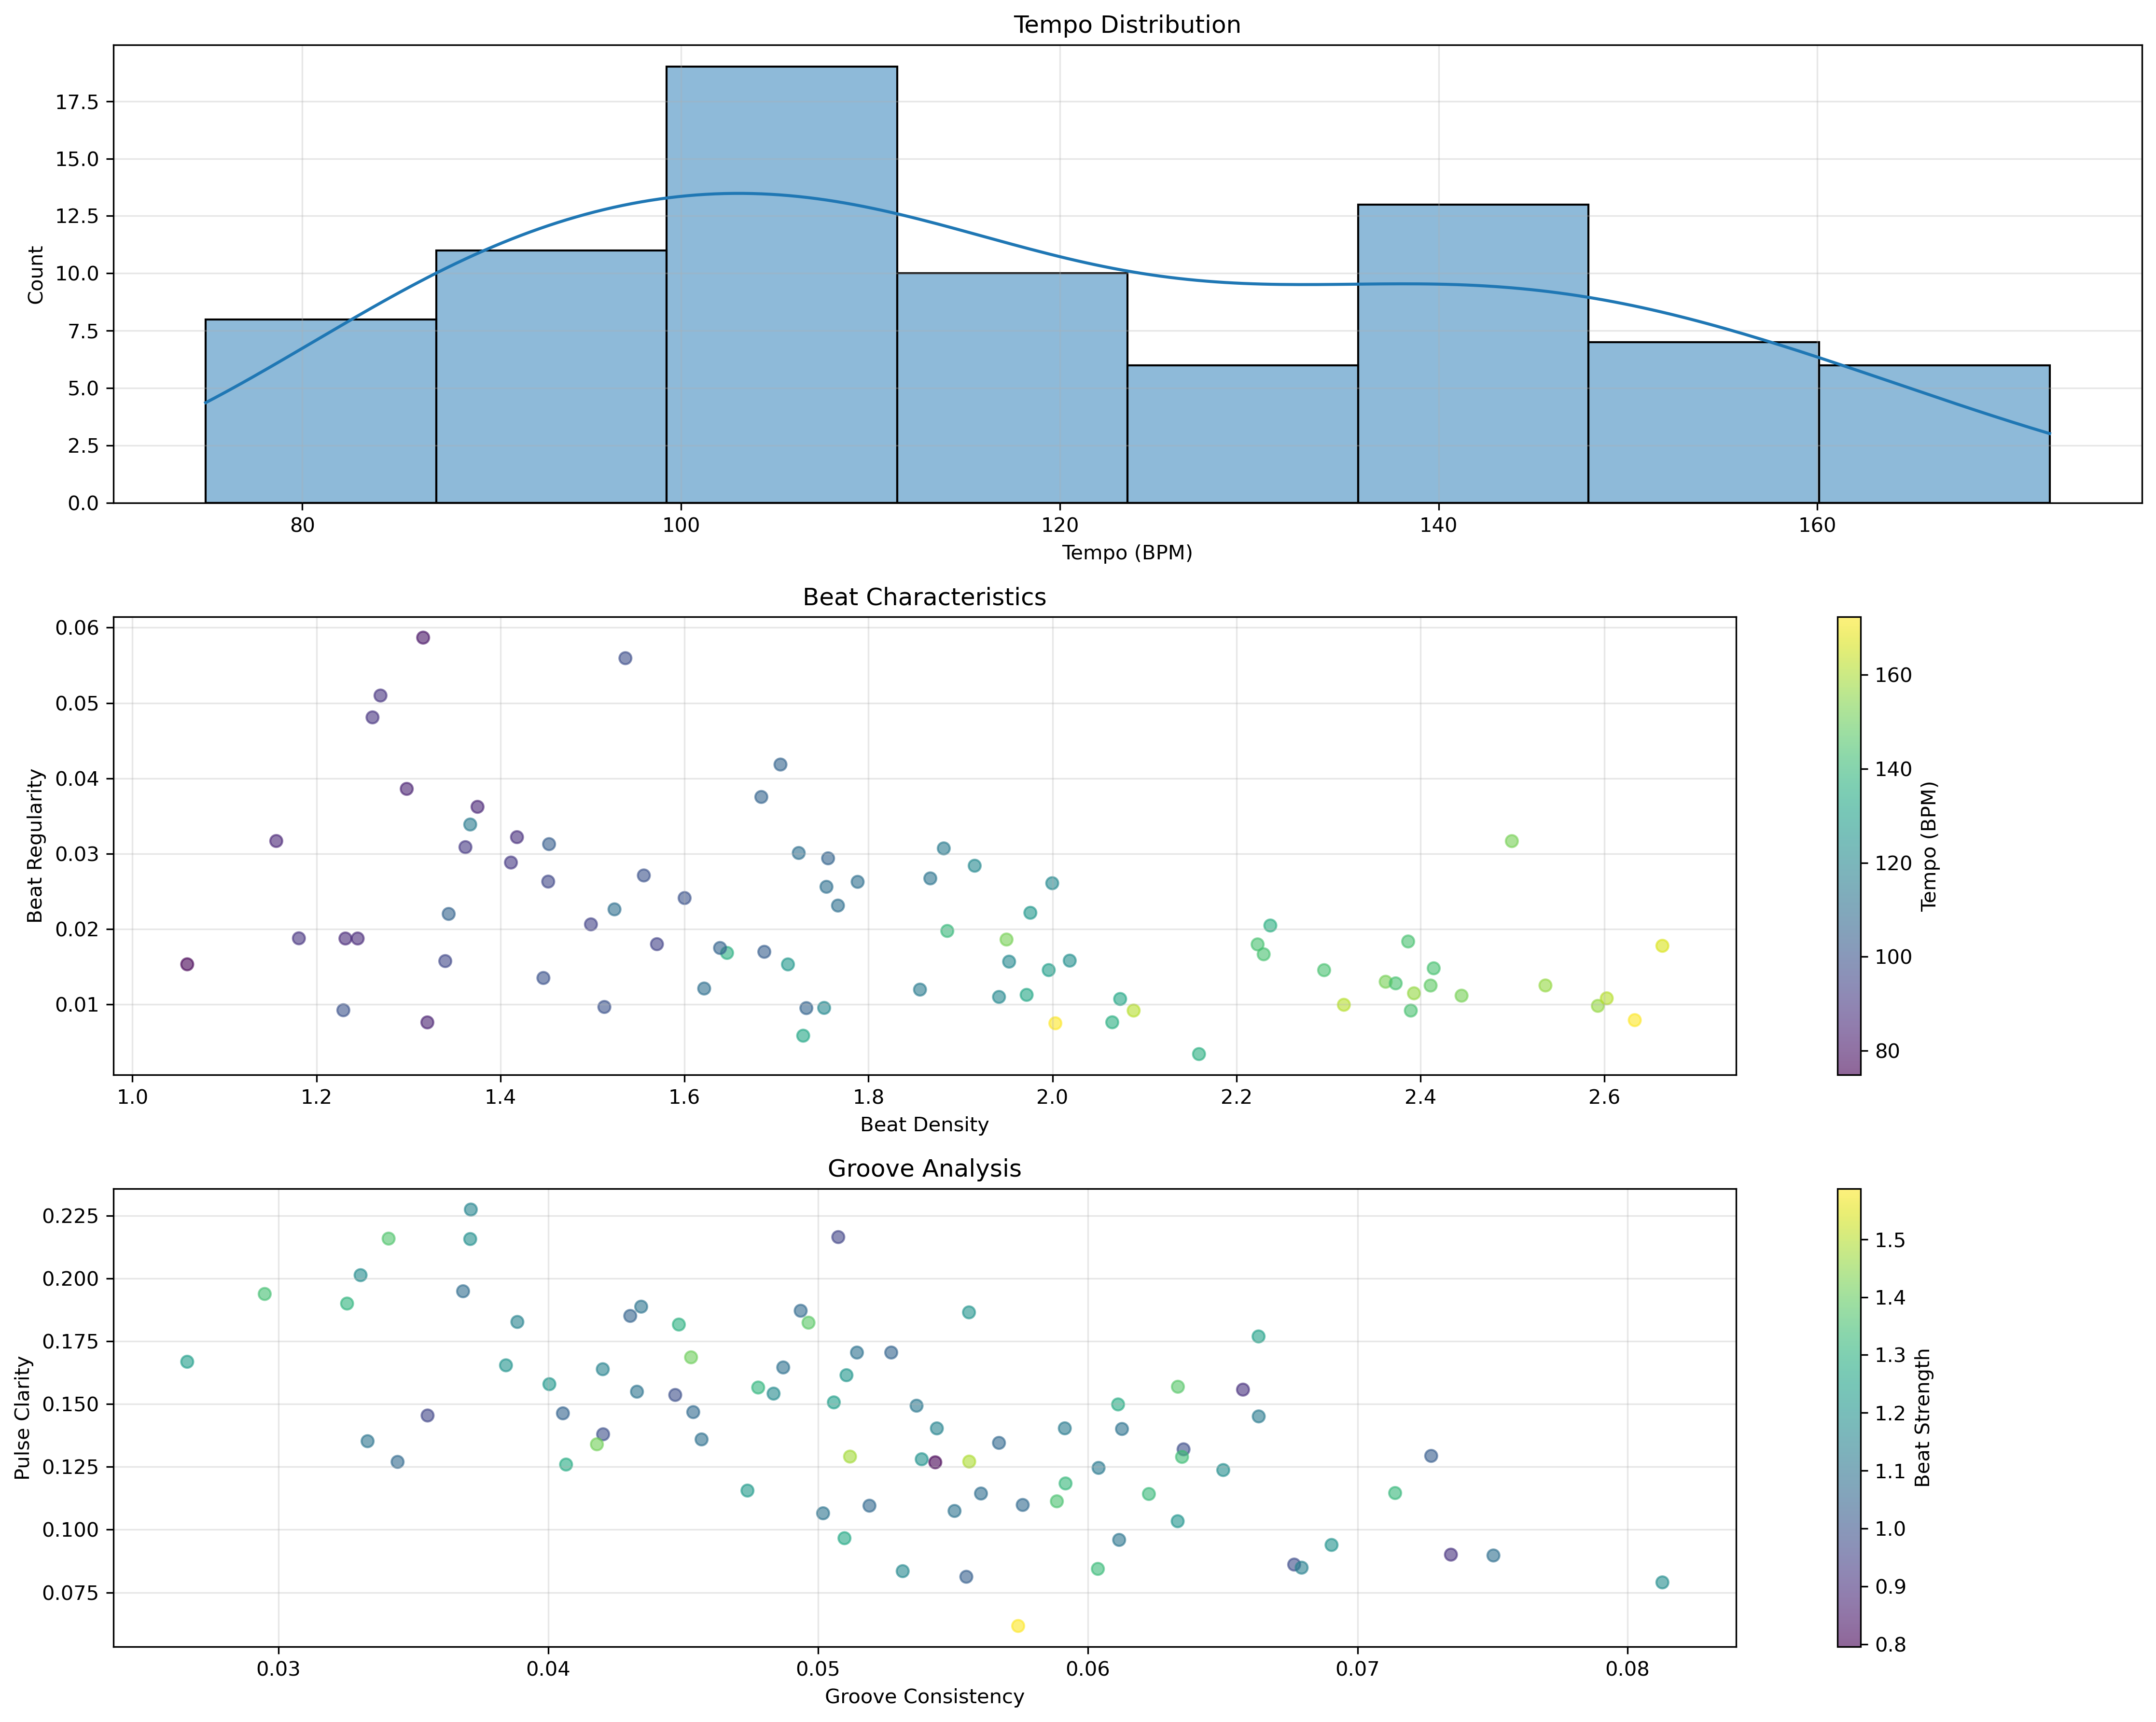 Tempo Distribution
17.5
15.0
12.5
10.0
7.5
5.0
2.5
0.0
Count
80 100 120 140 160
Tempo (BPM)
Beat Characteristics
0.06
0.05
0.04
0.03
0.02
0.01
Beat Regularity
1.0 1.2 1.4 1.6 1.8 2.0 2.2 2.4 2.6
Beat Density
160
140
120
100
80
Tempo (BPM)
Groove Analysis
0.225
0.200
0.175
0.150
0.125
0.100
0.075
Pulse Clarity
0.03 0.04 0.05 0.06 0.07 0.08
Groove Consistency
1.5
1.4
1.3
1.2
1.1
1.0
0.9
0.8
Beat Strength